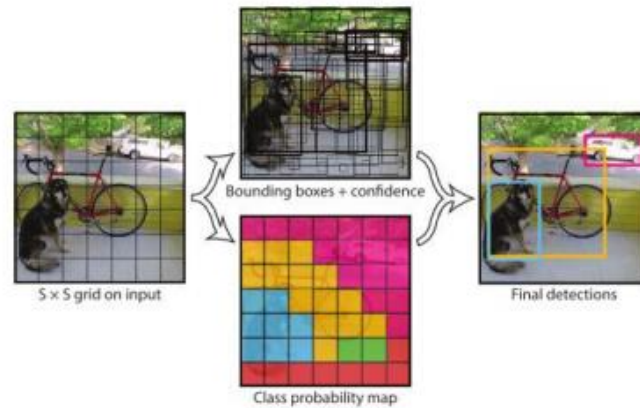 Bounding boxes + confidence
S × S grid on input
Final detections
Class probability map